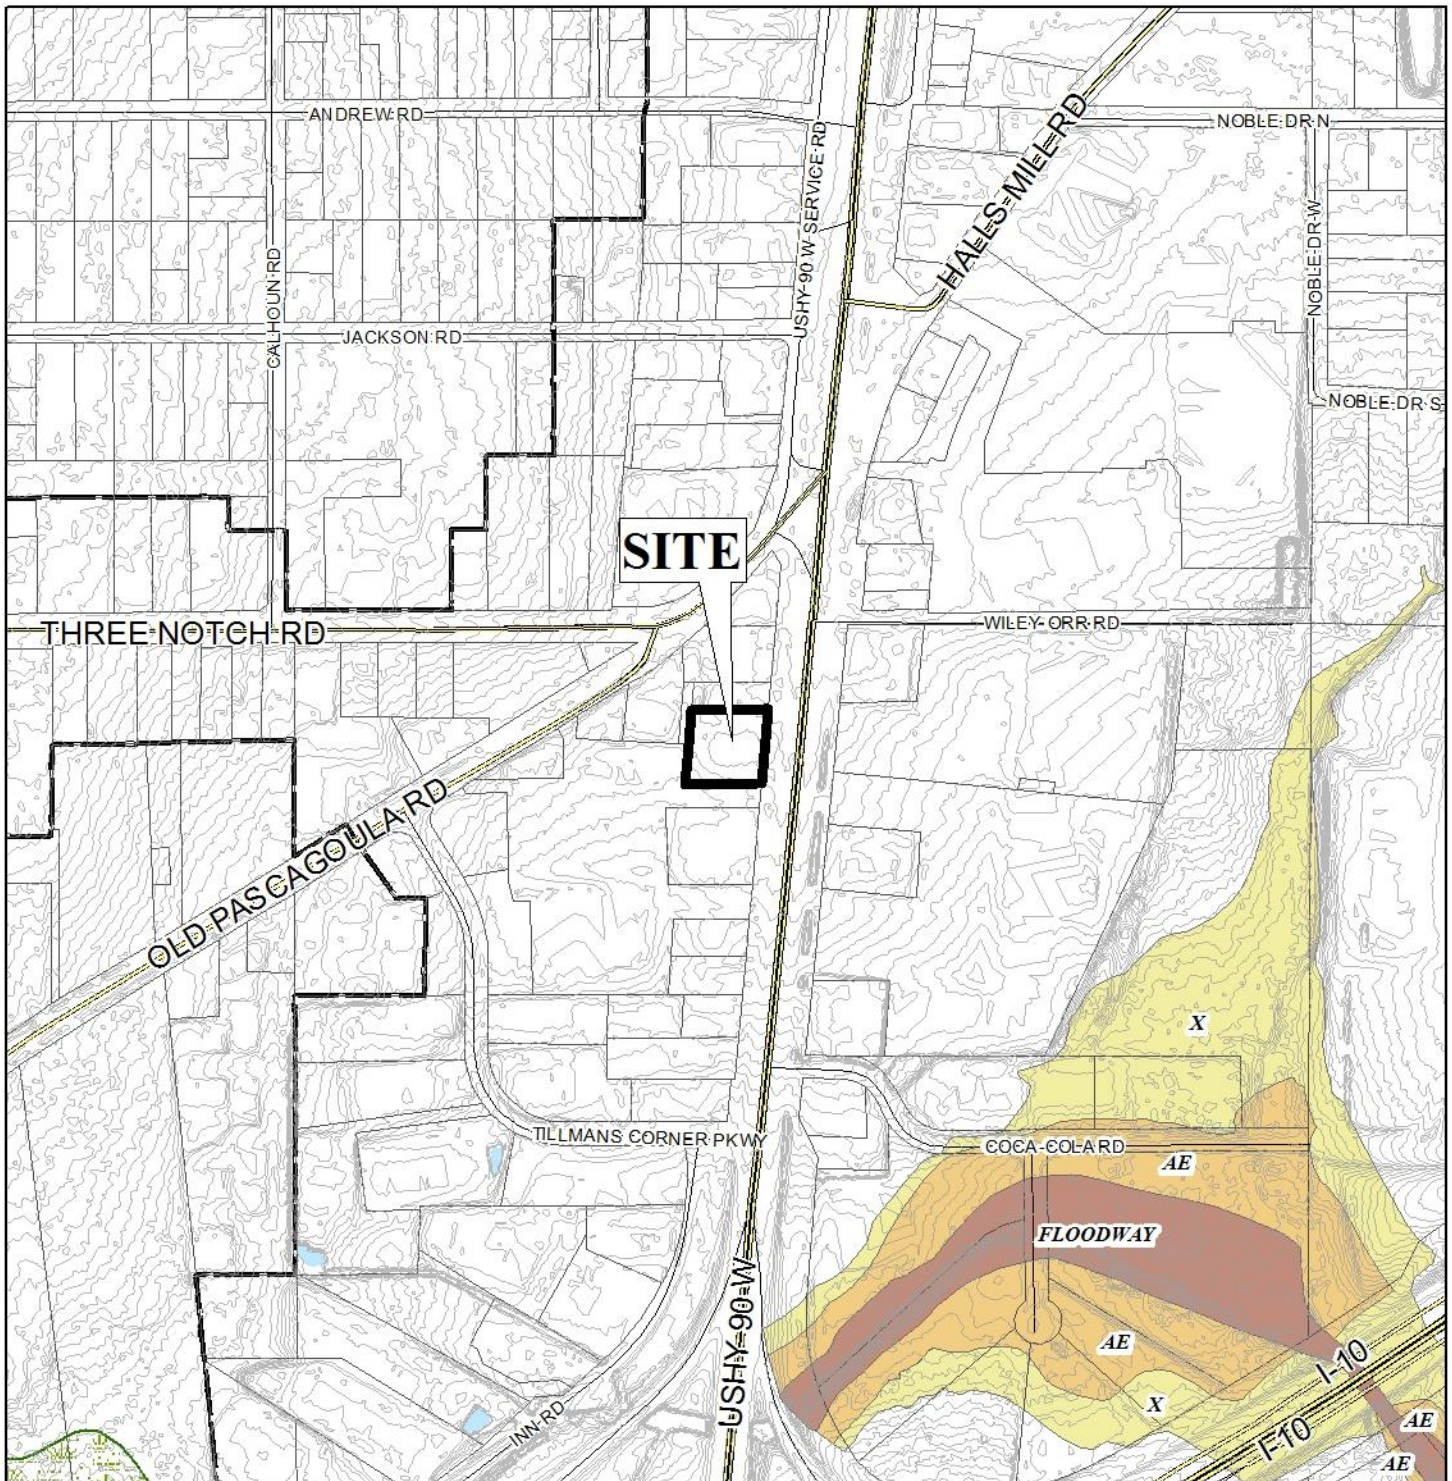 ANDREW RD
NOBLE DR N
HALLS MILL RD
USHY 90 W SERVICE RD
NOBLE DR W
CALHOUN RD
JACKSON RD
NOBLE DR S
SITE
THREE NOTCH RD
WILEY ORR RD
OLD PASCAGOULA RD
X
TILLMANS CORNER PKWY
COCA COLA RD
AE
FLOODWAY
USHY 90 W
AE
I-10
X
INN RD
I-10
AE
AE